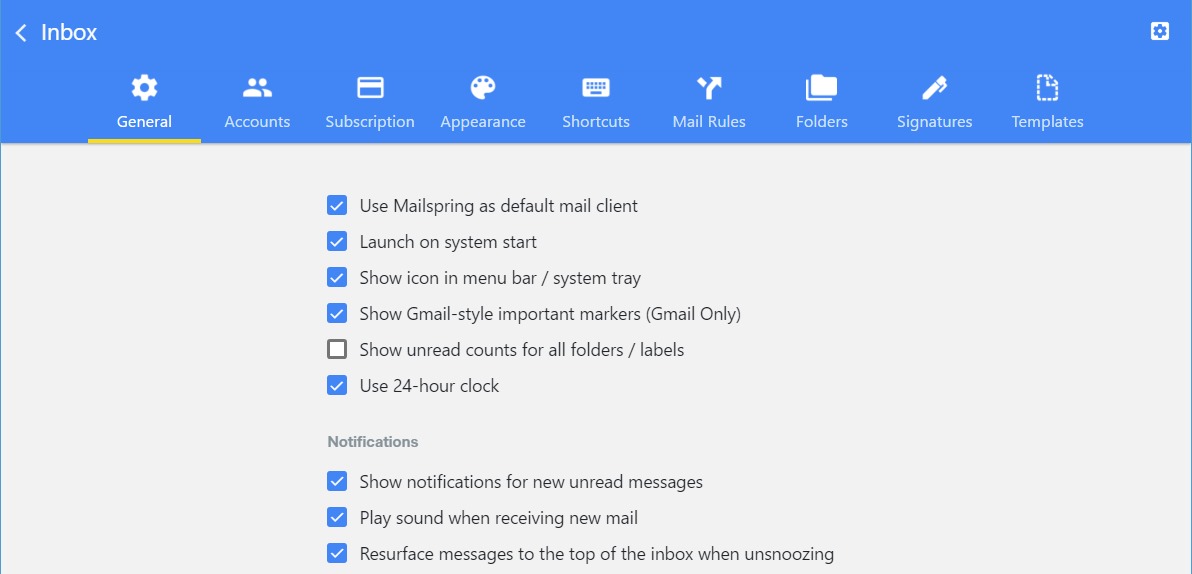 Inbox
General
Accounts
Subscription
Appearance
Shortcuts
Mail Rules
Folders
Signatures
Templates
Use Mailspring as default mail client
Launch on system start
Show icon in menu bar / system tray
Show Gmail-style important markers (Gmail Only)
Show unread counts for all folders / labels
Use 24-hour clock
Notifications
Show notifications for new unread messages
Play sound when receiving new mail
Resurface messages to the top of the inbox when unsnoozing